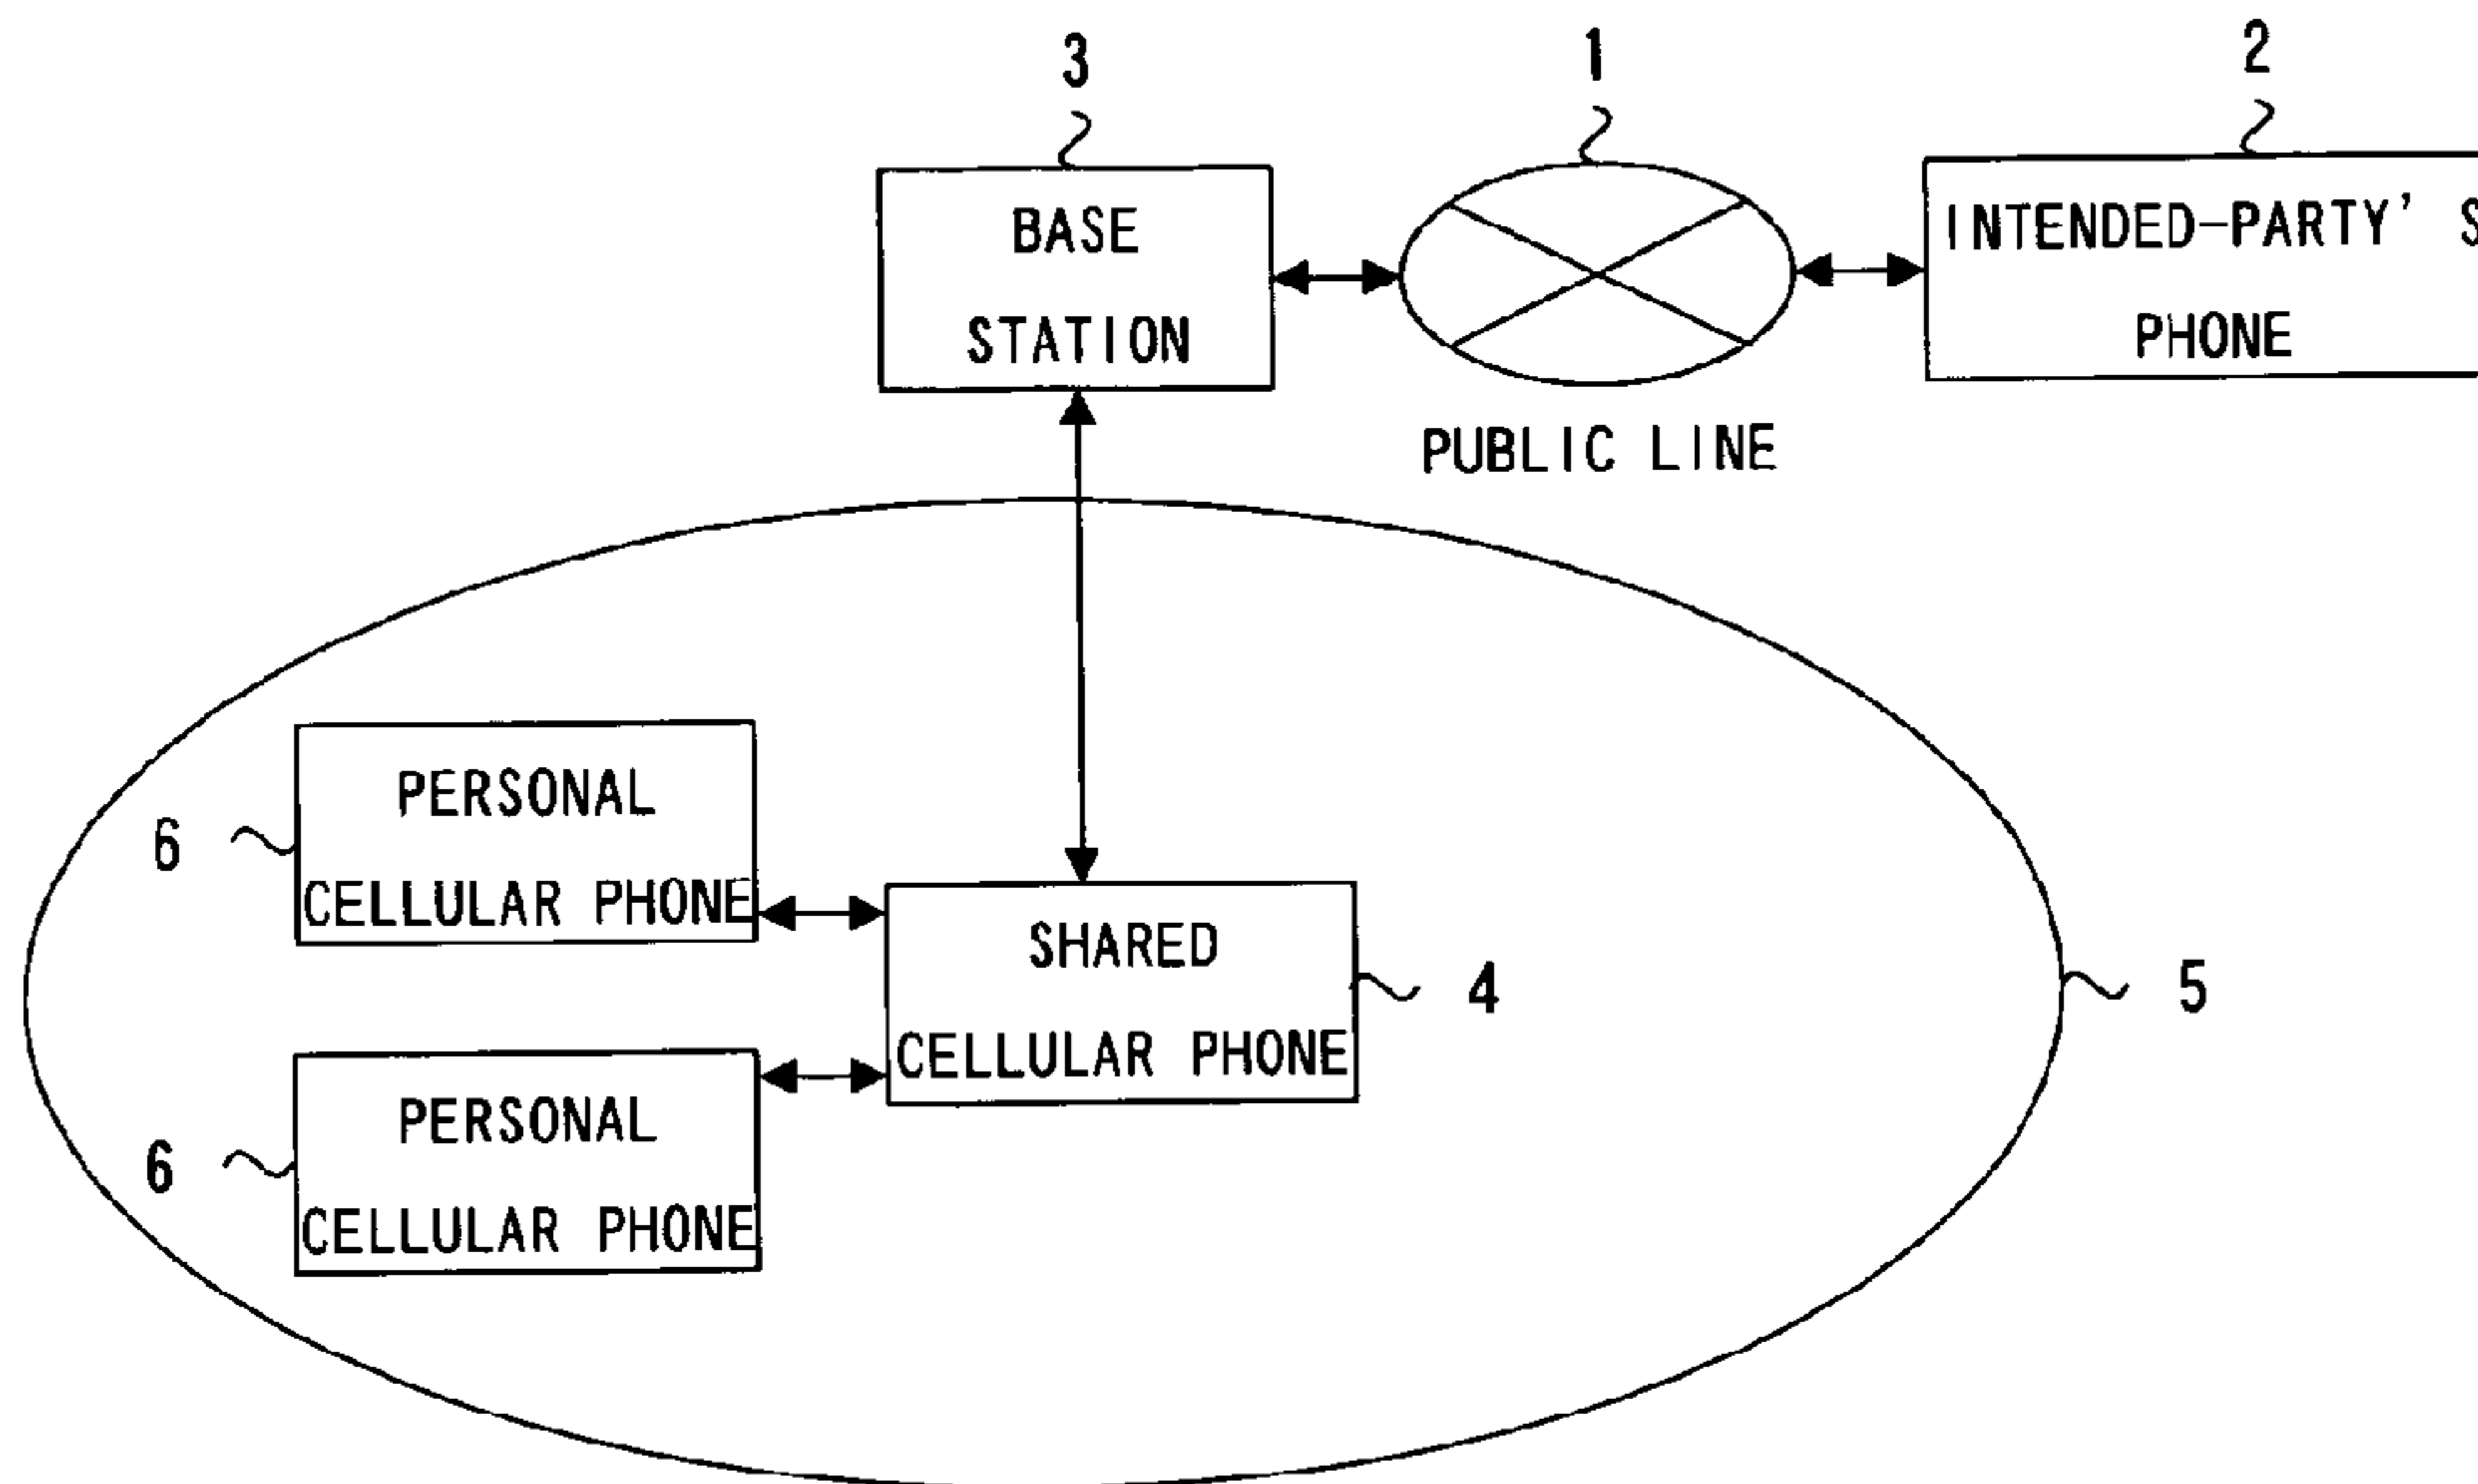 3
1
2
BASE
STATION
INTENDED-PARTY' S
PHONE
PUBLIC LINE
PERSONAL
CELLULAR PHONE
6
SHARED
CELLULAR PHONE
4
5
PERSONAL
CELLULAR PHONE
6